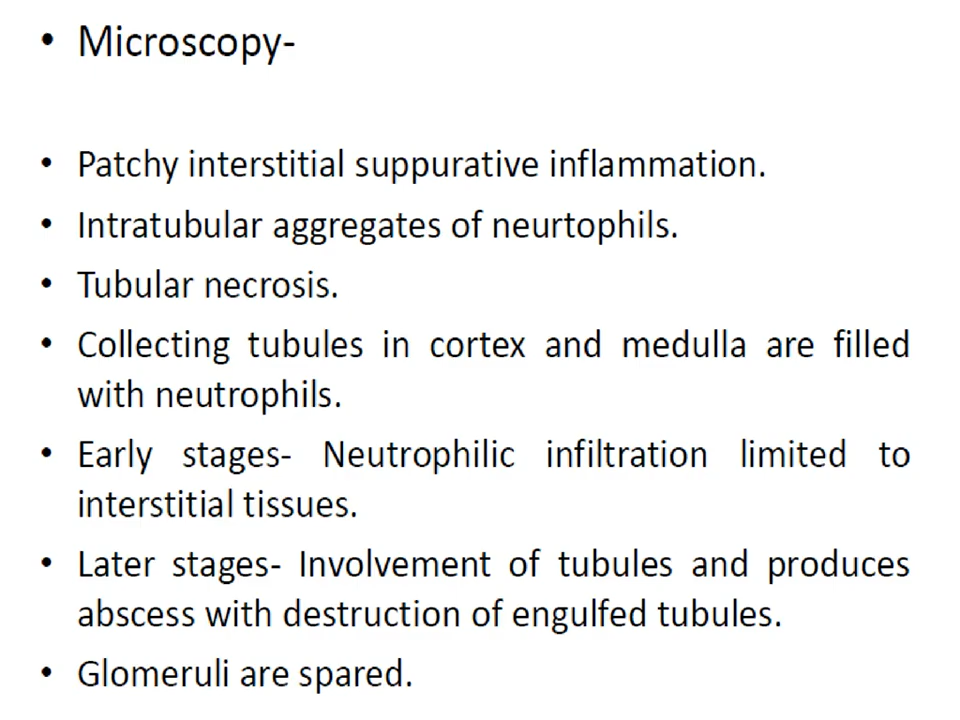 • Microscopy-
• Patchy interstitial suppurative inflammation.
• Intratubular aggregates of neurtophils.
• Tubular necrosis.
• Collecting tubules in cortex and medulla are filled
with neutrophils.
• Early stages- Neutrophilic infiltration limited to
interstitial tissues.
• Later stages- Involvement of tubules and produces
abscess with destruction of engulfed tubules.
• Glomeruli are spared.